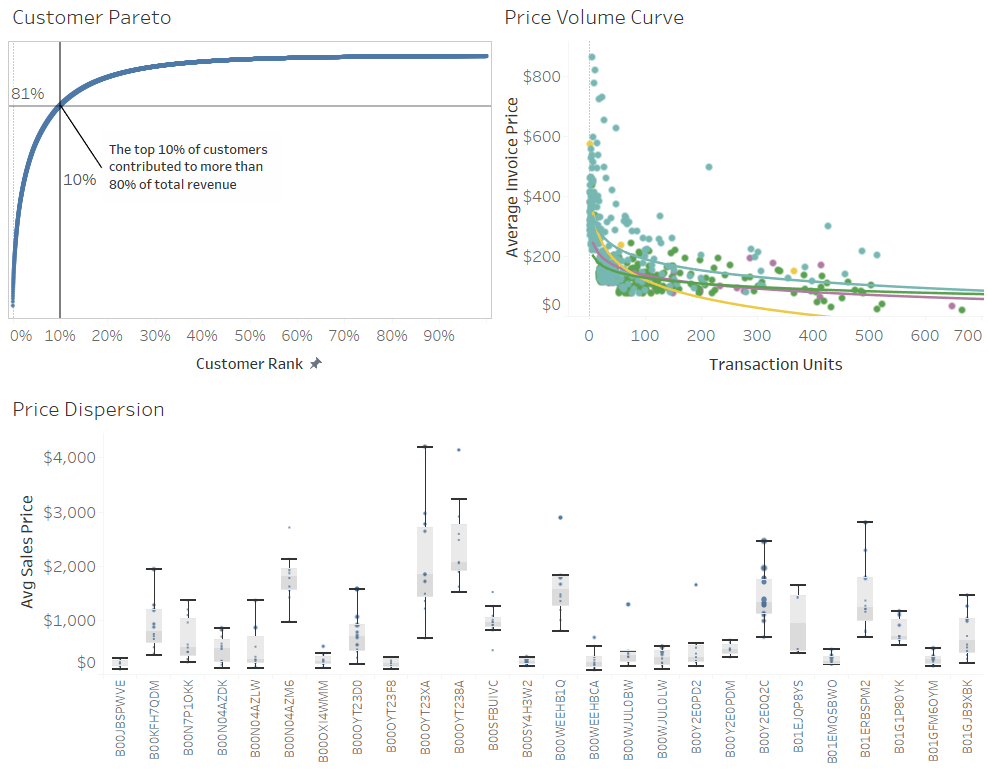 Customer Pareto
81%
The top 10% of customers
contributed to more than
80% of total revenue
10%
0% 10% 20% 30% 40% 50% 60% 70% 80% 90%
Customer Rank
Price Volume Curve
Average Invoice Price
$800
$600
$400
$200
$0
0 100 200 300 400 500 600 700
Transaction Units
Price Dispersion
Avg Sales Price
$4,000
$3,000
$2,000
$1,000
$0
B00JBSPWVE
B00KFH7QDM
B00N7P1OKK
B00N04AZDK
B00N04AZLW
B00N04AZM6
B00OXI4WMM
B00OYT23D0
B00OYT23F8
B00OYT23XA
B00OYT238A
B00SFBUIVC
B00SY4H3W2
B00WEEHB1Q
B00WEEHBCA
B00WJUL0BW
B00WJUL0LW
B00Y2E0PD2
B00Y2E0PDM
B00Y2E0Q2C
B01EJQP8YS
B01EMQ5BWO
B01ERBSPM2
B01G1P80YK
B01GFM6OYM
B01GJB9XBK